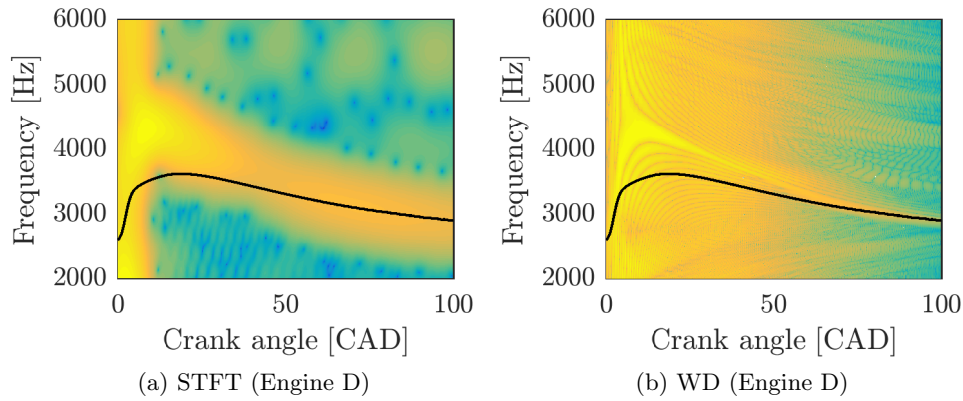 6000
5000
4000
3000
2000
Frequency [Hz]
0
50
100
Crank angle [CAD]
(a) STFT (Engine D)
6000
5000
4000
3000
2000
Frequency [Hz]
0
50
100
Crank angle [CAD]
(b) WD (Engine D)